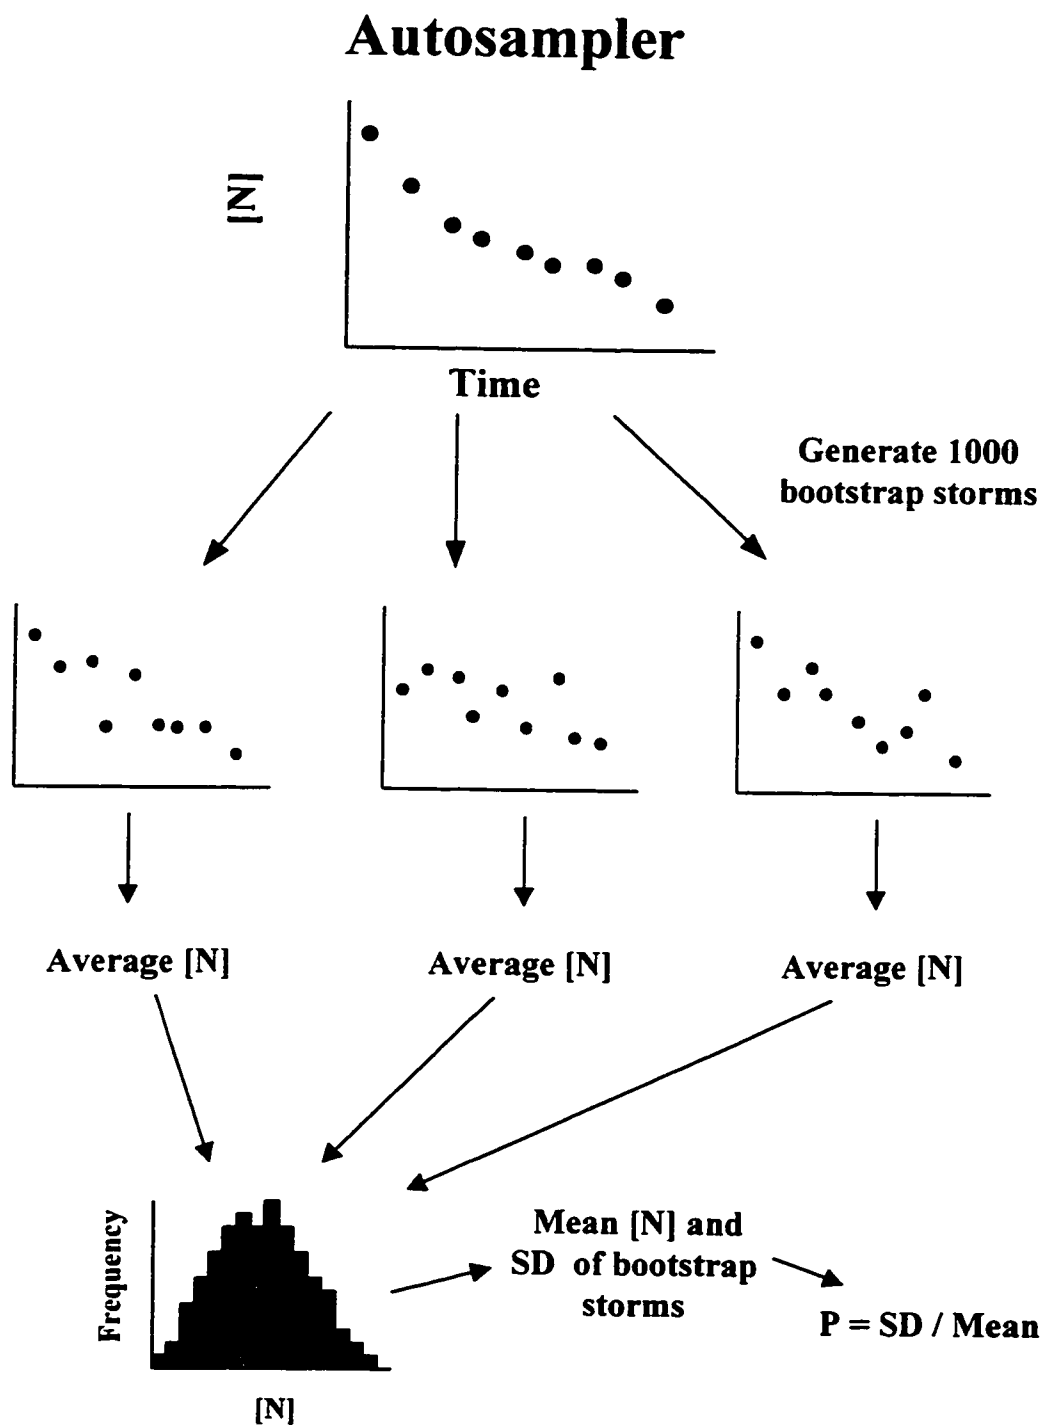 Autosampler
[N]
Time
Generate 1000
bootstrap storms
Average [N]
Average [N]
Average [N]
Frequency
[N]
Mean [N] and
SD of bootstrap
storms
P = SD / Mean